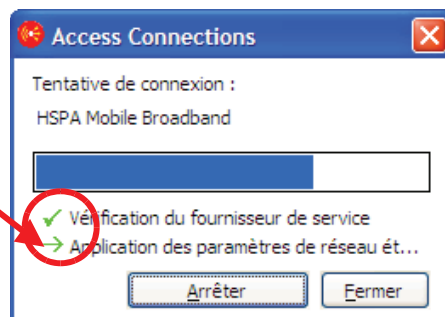 Access Connections
Tentative de connexion :
HSPA Mobile Broadband
Vérification du fournisseur de service
Application des paramètres de réseau ét...
Arrêter Fermer